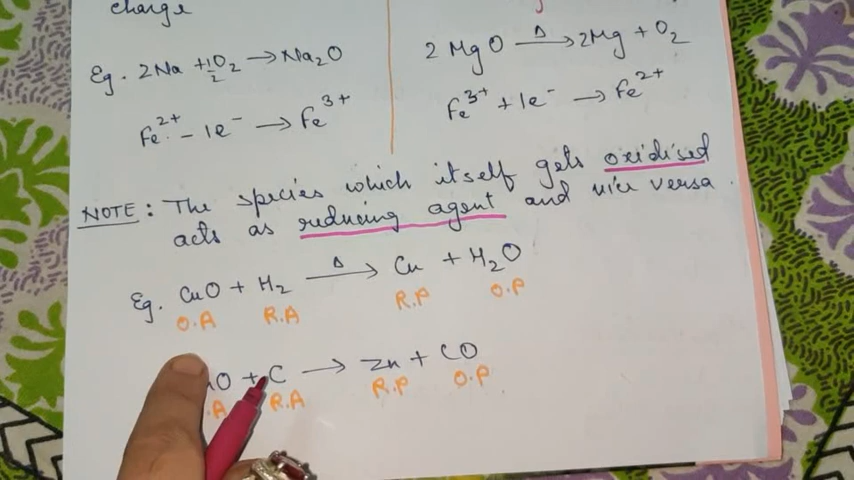 charge
Eg. 2Na + 1/2 O₂ → Na₂O
Fe²⁺ - 1e⁻ → Fe³⁺
2 MgO —Δ→ 2Mg + O₂
Fe³⁺ + 1e⁻ → Fe²⁺
NOTE : The species which itself gets oxidised
acts as reducing agent and vice versa.
Eg. CuO + H₂ —Δ→ Cu + H₂O
O.A R.A R.P O.P
O + C → Zn + CO
.A R.A R.P O.P